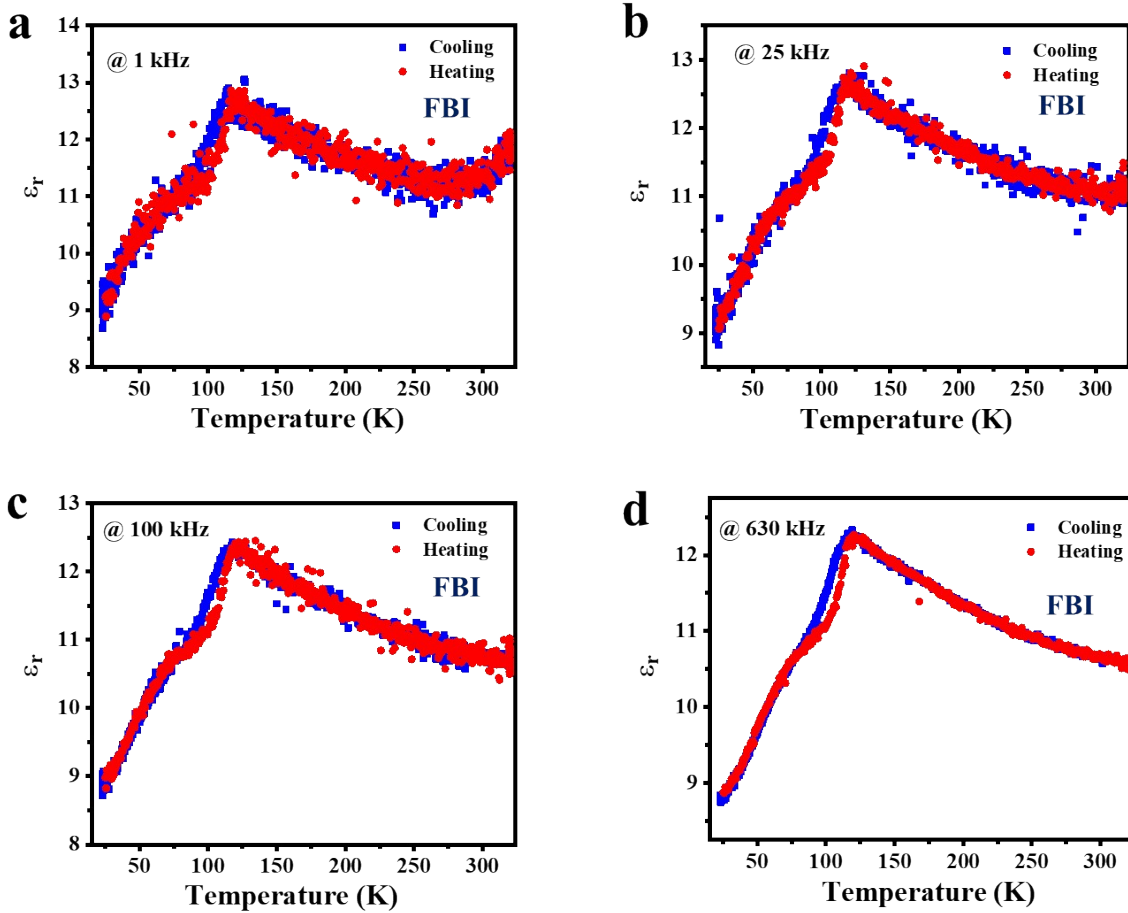 a
@ 1 kHz
Cooling
Heating
FBI
14
13
12
11
10
9
8
εr
50 100 150 200 250 300
Temperature (K)
b
@ 25 kHz
Cooling
Heating
FBI
13
12
11
10
9
εr
50 100 150 200 250 300
Temperature (K)
c
@ 100 kHz
Cooling
Heating
FBI
13
12
11
10
9
8
εr
50 100 150 200 250 300
Temperature (K)
d
@ 630 kHz
Cooling
Heating
FBI
12
11
10
9
εr
50 100 150 200 250 300
Temperature (K)